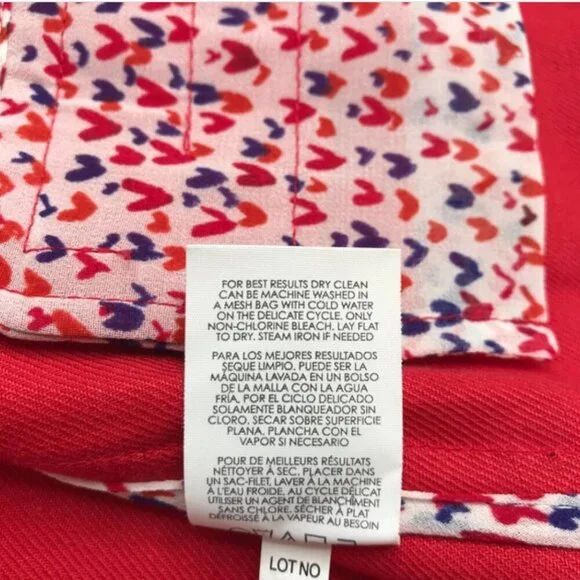 FOR BEST RESULTS DRY CLEAN
CAN BE MACHINE WASHED IN
A MESH BAG WITH COLD WATER
ON THE DELICATE CYCLE. ONLY
NON-CHLORINE BLEACH, LAY FLAT
TO DRY. STEAM IRON IF NEEDED
PARA LOS MEJORES RESULTADOS
SEQUE LIMPIO. PUEDE SER LA
MÁQUINA LAVADA EN UN BOLSO
DE LA MALLA CON LA AGUA
FRÍA, POR EL CICLO DELICADO
SOLAMENTE BLANQUEADOR SIN
CLORO, SECAR SOBRE SUPERFICIE
PLANA, PLANCHA CON EL
VAPOR SI NECESARIO
POUR DE MEILLEURS RÉSULTATS
NETTOYER À SEC. PLACER DANS
UN SAC-FILET, LAVER À LA MACHINE
À L'EAU FROIDE, AU CYCLE DÉLICAT
UTILISER UN AGENT DE BLANCHIMENT
SANS CHLORE, SÉCHER À PLAT
DÉFROISSÉ À LA VAPEUR AU BESOIN
LOT NO